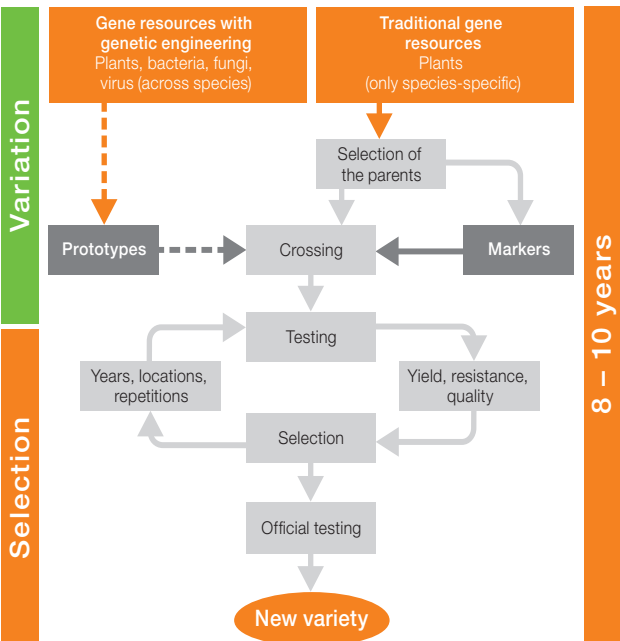 Gene resources with
genetic engineering
Plants, bacteria, fungi,
virus (across species)
Traditional gene
resources
Plants
(only species-specific)
Variation
Selection of
the parents
Prototypes
Crossing
Markers
8 – 10 years
Testing
Years, locations,
repetitions
Yield, resistance,
quality
Selection
Selection
Official testing
New variety